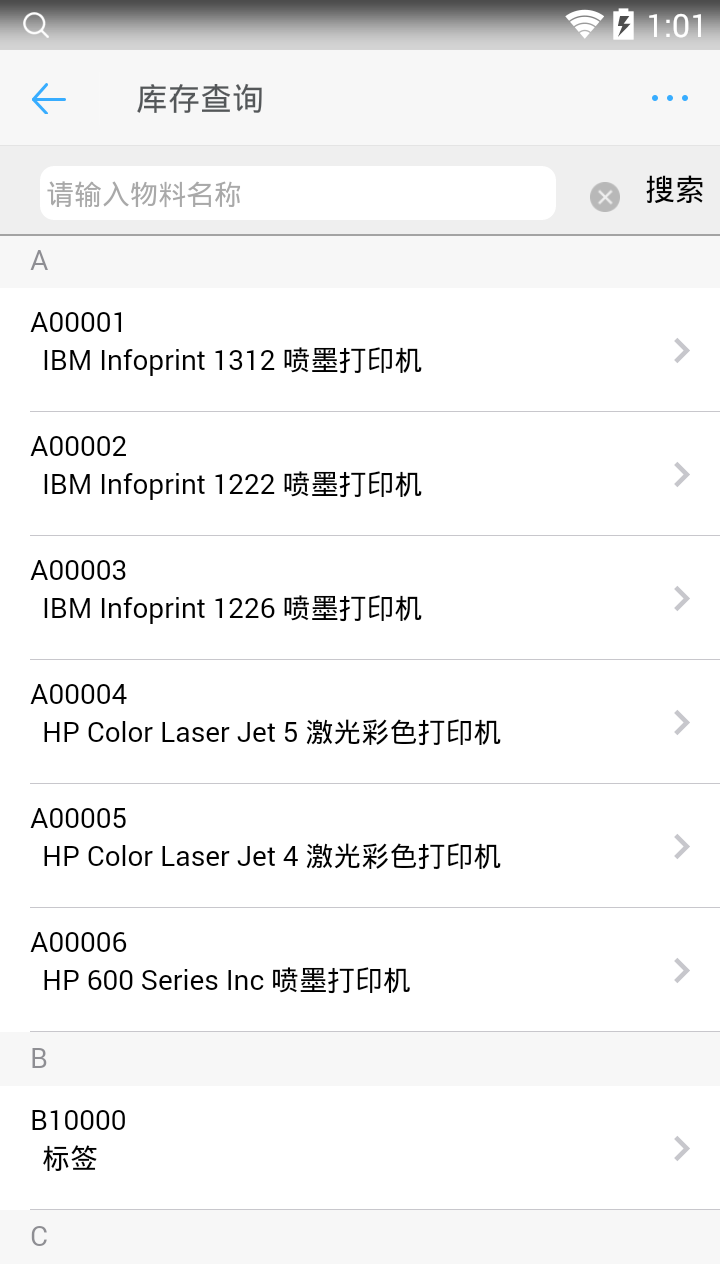 1:01
库存查询
请输入物料名称
搜索
A
A00001
IBM Infoprint 1312 喷墨打印机
A00002
IBM Infoprint 1222 喷墨打印机
A00003
IBM Infoprint 1226 喷墨打印机
A00004
HP Color Laser Jet 5 激光彩色打印机
A00005
HP Color Laser Jet 4 激光彩色打印机
A00006
HP 600 Series Inc 喷墨打印机
B
B10000
标签
C